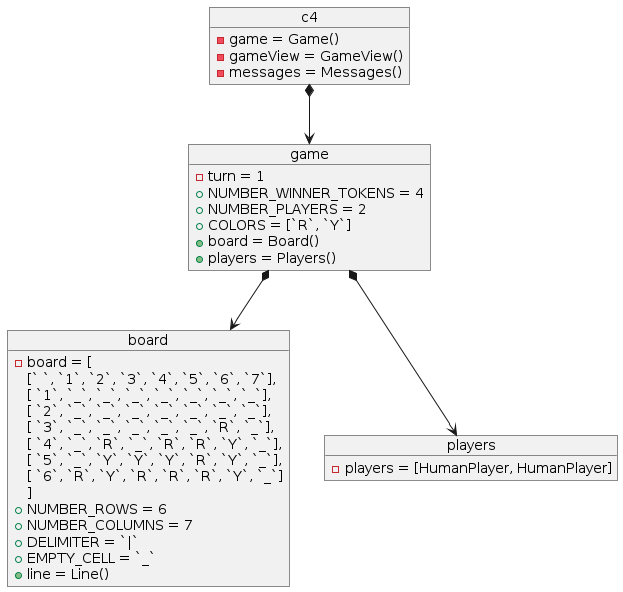 c4
game = Game()
gameView = GameView()
messages = Messages()
game
turn = 1
NUMBER_WINNER_TOKENS = 4
NUMBER_PLAYERS = 2
COLORS = [`R`, `Y`]
board = Board()
players = Players()
board
board = [
[` `, `1`, `2`, `3`, `4`, `5`, `6`, `7`],
[ `1`, `_`, `_`, `_`, `_`, `_`, `_`, `_`],
[ `2`, `_`, `_`, `_`, `_`, `_`, `_`, `_`],
[ `3`, `_`, `_`, `_`, `_`, `_`, `R`, `_`],
[ `4`, `_`, `R`, `_`, `R`, `R`, `Y`, `_`],
[ `5`, `_`, `Y`, `Y`, `Y`, `R`, `Y`, `_`],
[ `6`, `R`, `Y`, `R`, `R`, `R`, `Y`, `_`]
]
NUMBER_ROWS = 6
NUMBER_COLUMNS = 7
DELIMITER = `|`
EMPTY_CELL = `_`
line = Line()
players
players = [HumanPlayer, HumanPlayer]